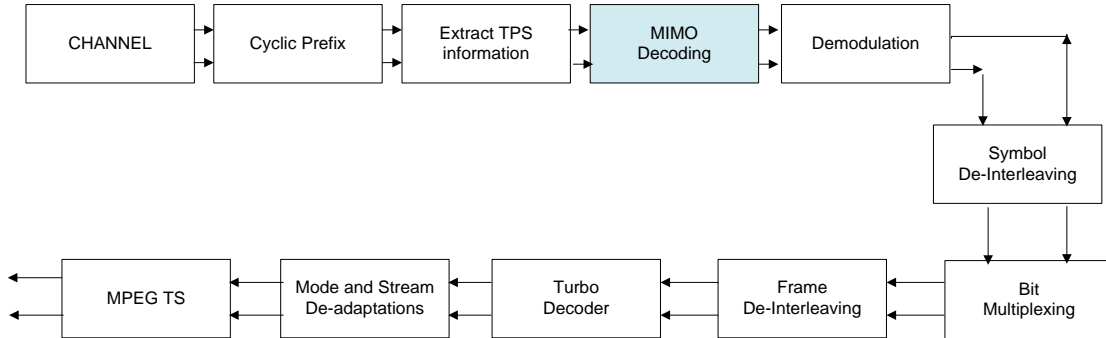 CHANNEL
Cyclic Prefix
Extract TPS
information
MIMO
Decoding
Demodulation
Symbol
De-Interleaving
Bit
Multiplexing
Frame
De-Interleaving
Turbo
Decoder
Mode and Stream
De-adaptations
MPEG TS